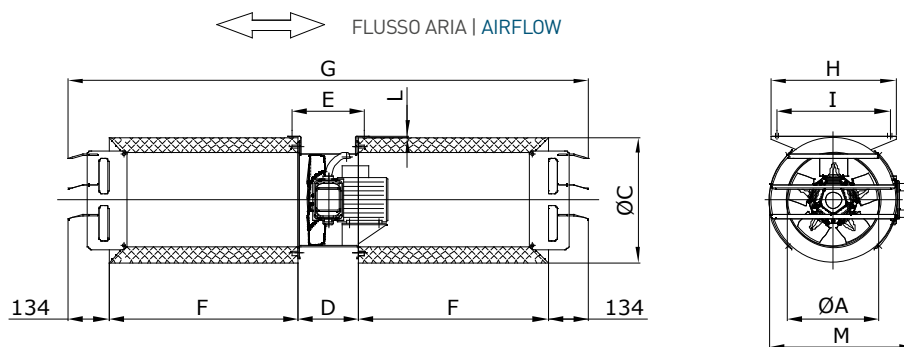 FLUSSO ARIA | AIRFLOW
G
H
E
L
I
ØC
134
F
D
F
134
ØA
M